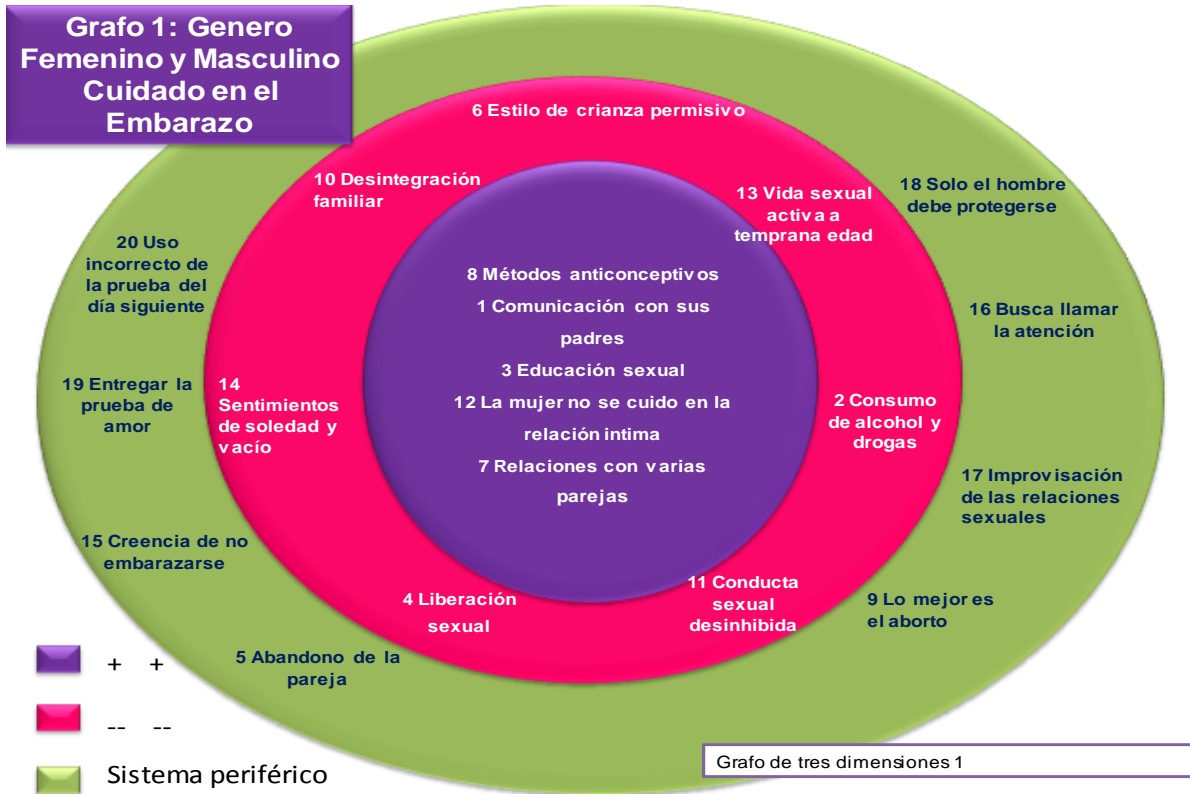 Grafo 1: Genero
Femenino y Masculino
Cuidado en el
Embarazo
6 Estilo de crianza permisivo
10 Desintegración
familiar
13 Vida sexual
activa a
temprana edad
18 Solo el hombre
debe protegerse
20 Uso
incorrecto de
la prueba del
día siguiente
8 Métodos anticonceptivos
1 Comunicación con sus
padres
3 Educación sexual
12 La mujer no se cuido en la
relación intima
7 Relaciones con varias
parejas
16 Busca llamar
la atención
19 Entregar la
prueba de
amor
14
Sentimientos
de soledad y
vacío
2 Consumo
de alcohol y
drogas
17 Improvisación
de las relaciones
sexuales
15 Creencia de no
embarazarse
4 Liberación
sexual
11 Conducta
sexual
desinhibida
9 Lo mejor es
el aborto
5 Abandono de la
pareja
+ +
-- --
Sistema periférico
Grafo de tres dimensiones 1